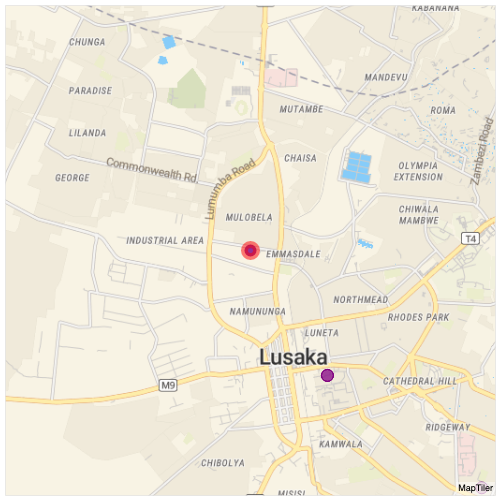 KABANANA
CHUNGA
MANDEVU
PARADISE
MUTAMBE
ROMA
LILANDA
Zambezi Road
CHAISA
Commonwealth Rd.
OLYMPIA
EXTENSION
GEORGE
Lumumba Road
CHIWALA
MAMBWE
MULOBELA
T4
INDUSTRIAL AREA
EMMASDALE
NORTHMEAD
NAMUNUNGA
RHODES PARK
LUNETA
Lusaka
M9
CATHEDRAL HILL
RIDGEWAY
KAMWALA
CHIBOLYA
MISISI
MapTiler